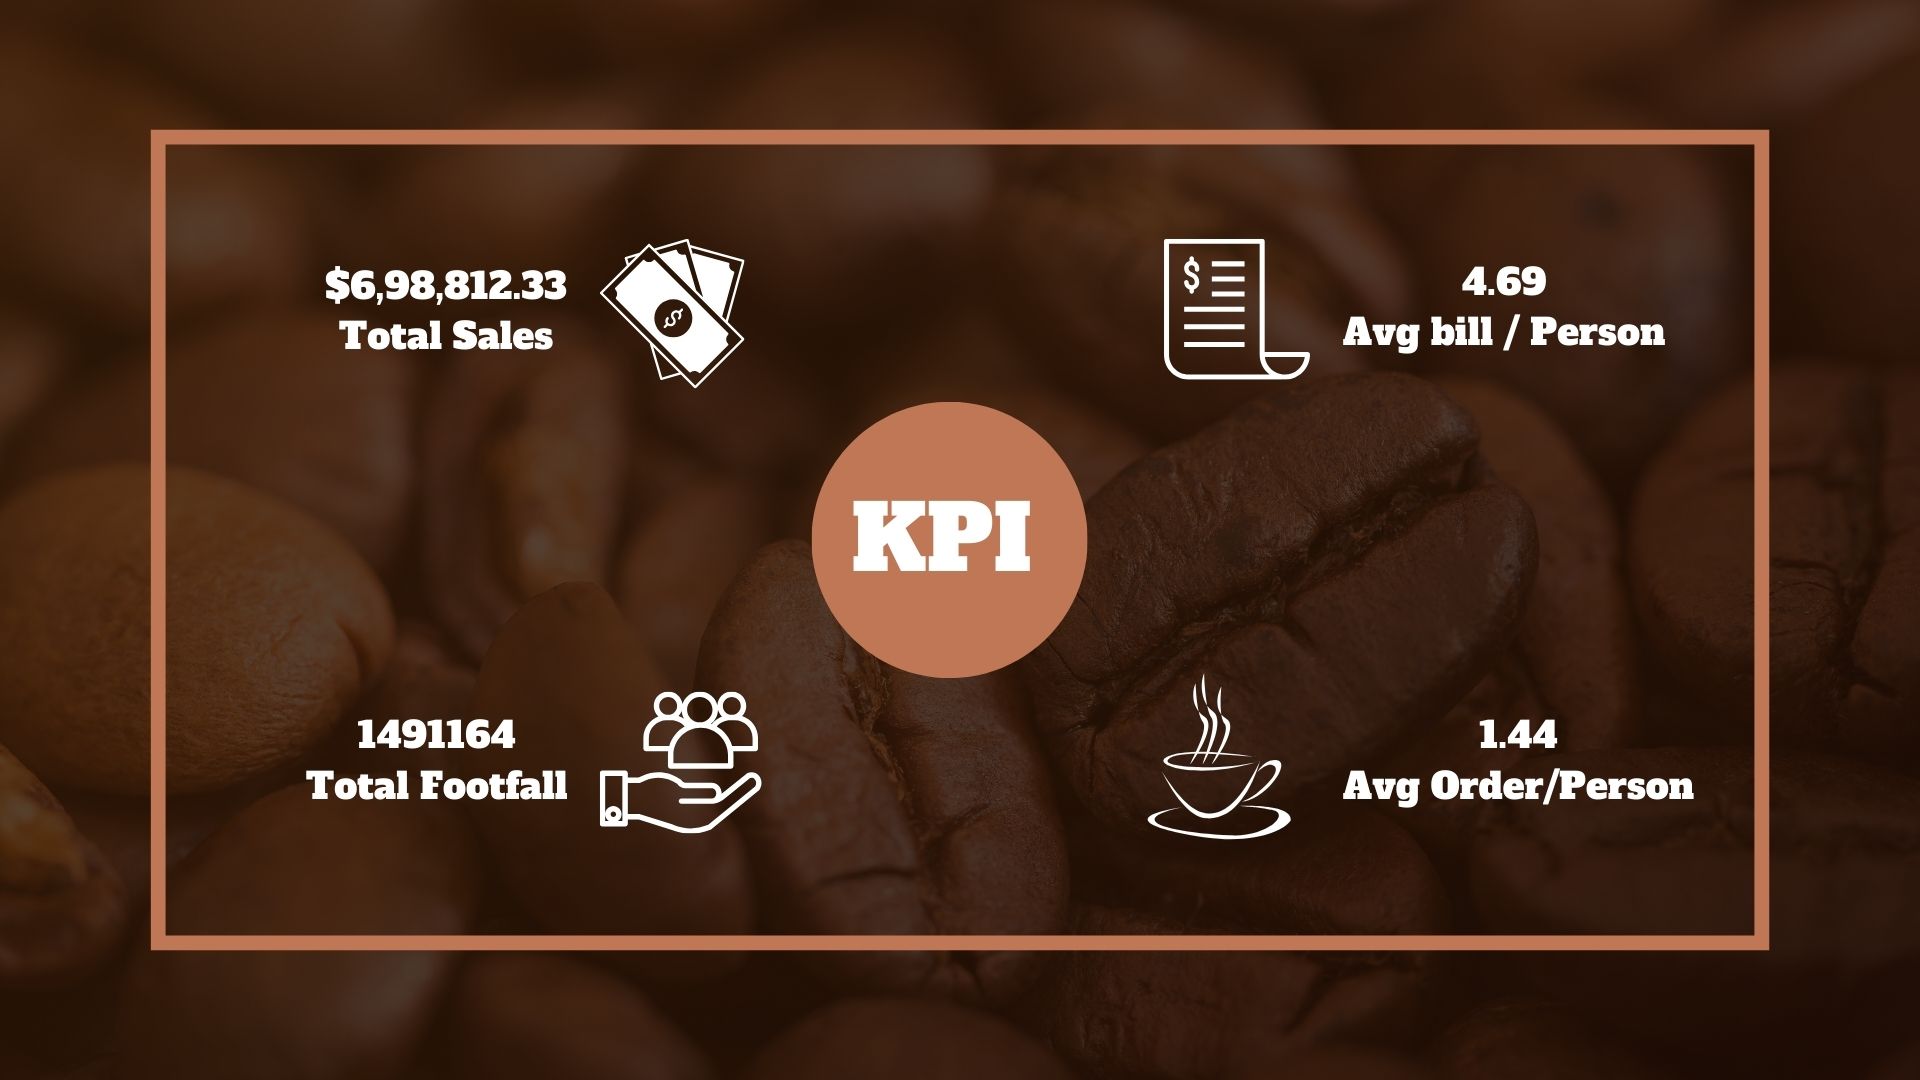 $6,98,812.33
Total Sales
4.69
Avg bill / Person
KPI
1491164
Total Footfall
1.44
Avg Order/Person